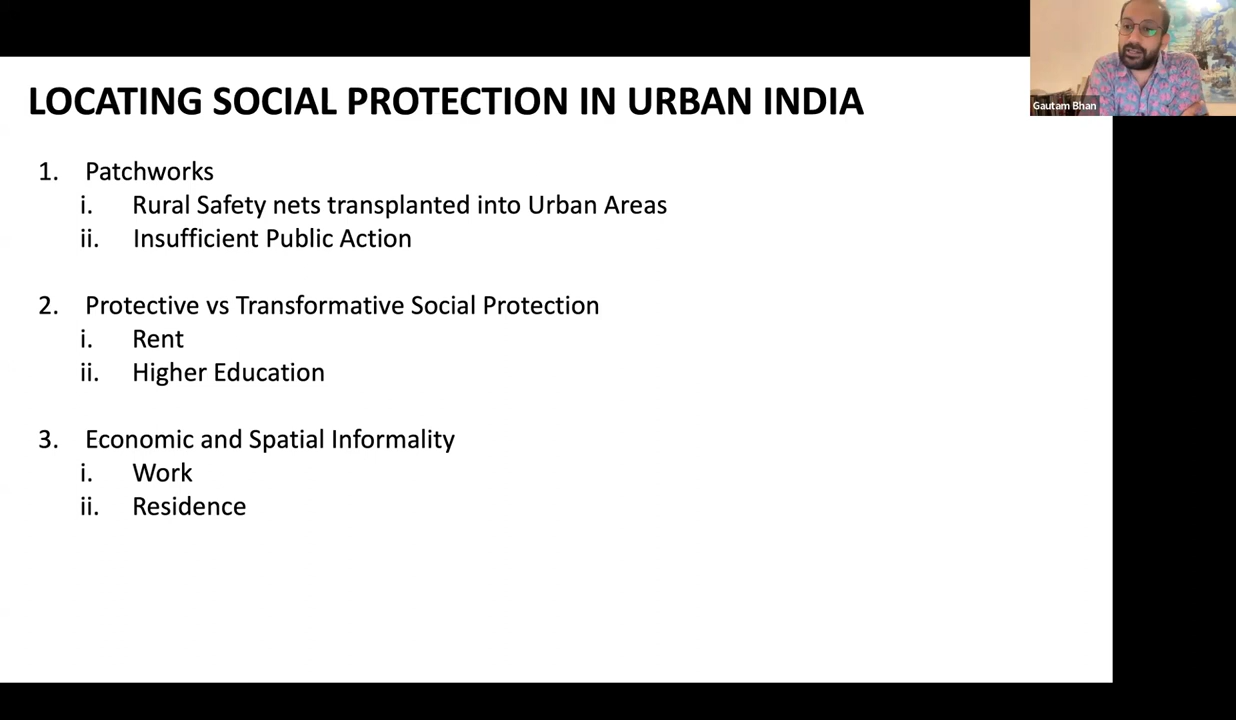 LOCATING SOCIAL PROTECTION IN URBAN INDIA
Gautam Bhan
1. Patchworks
i. Rural Safety nets transplanted into Urban Areas
ii. Insufficient Public Action
2. Protective vs Transformative Social Protection
i. Rent
ii. Higher Education
3. Economic and Spatial Informality
i. Work
ii. Residence